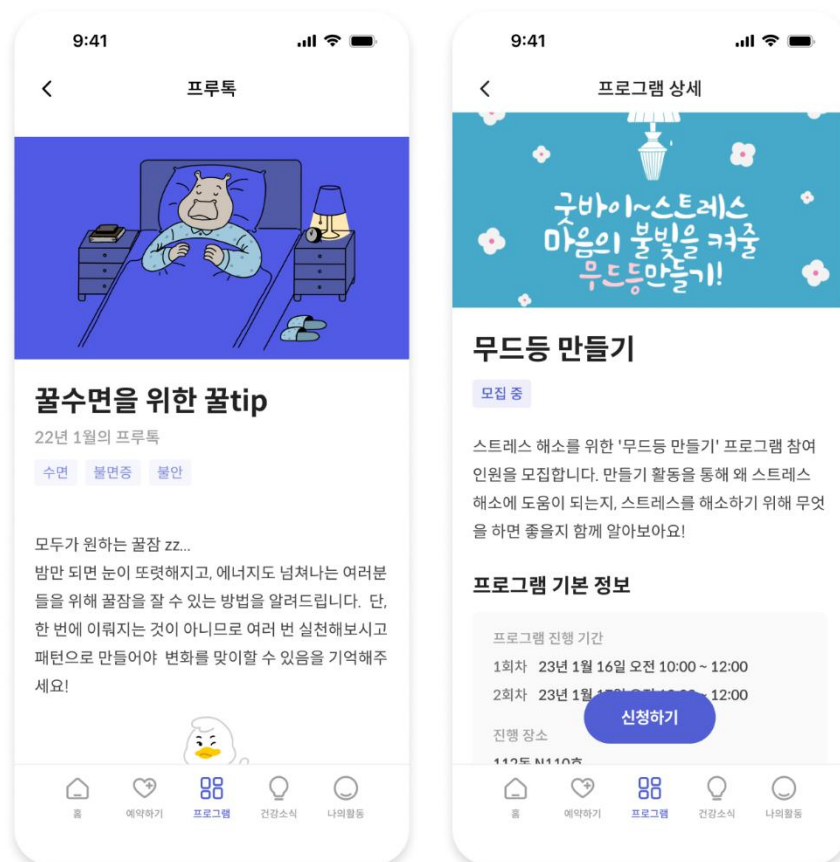 9:41
프루톡
꿀수면을 위한 꿀tip
22년 1월의 프루톡
수면 불면증 불안
모두가 원하는 꿀잠 zz...
밤만 되면 눈이 또렷해지고, 에너지도 넘쳐나는 여러분
들을 위해 꿀잠을 잘 수 있는 방법을 알려드립니다. 단,
한 번에 이뤄지는 것이 아니므로 여러 번 실천해보시고
패턴으로 만들어야 변화를 맞이할 수 있음을 기억해주
세요!
홈 예약하기 프로그램 건강소식 나의활동
9:41
프로그램 상세
굿바이~스트레스
마음의 불빛을 켜줄
무드등만들기!
무드등 만들기
모집 중
스트레스 해소를 위한 '무드등 만들기' 프로그램 참여
인원을 모집합니다. 만들기 활동을 통해 왜 스트레스
해소에 도움이 되는지, 스트레스를 해소하기 위해 무엇
을 하면 좋을지 함께 알아보아요!
프로그램 기본 정보
프로그램 진행 기간
1회차 23년 1월 16일 오전 10:00 ~ 12:00
2회차 23년 1월 ~ 12:00
신청하기
진행 장소
112동 N110호
홈 예약하기 프로그램 건강소식 나의활동